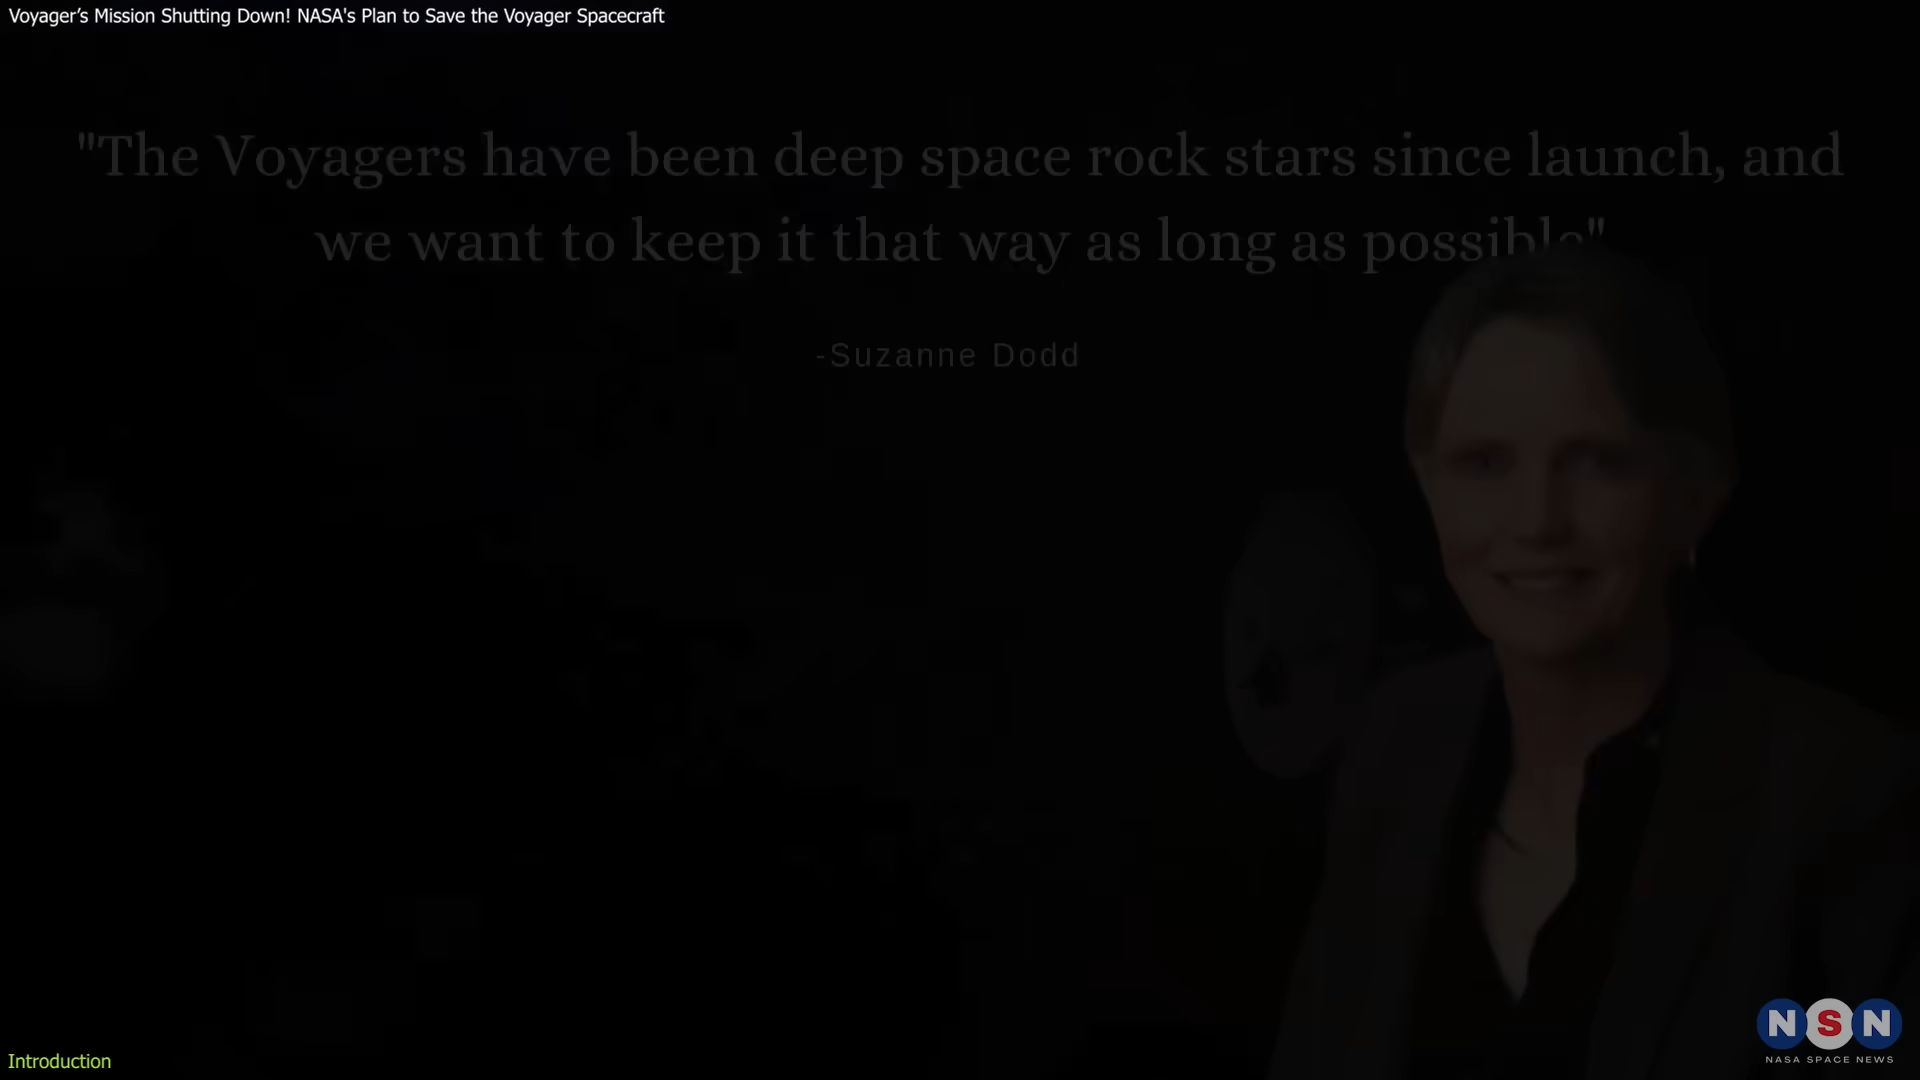 Voyager’s Mission Shutting Down! NASA's Plan to Save the Voyager Spacecraft
"The Voyagers have been deep space rock stars since launch, and
we want to keep it that way as long as possible"
-Suzanne Dodd
NSN
NASA SPACE NEWS
Introduction